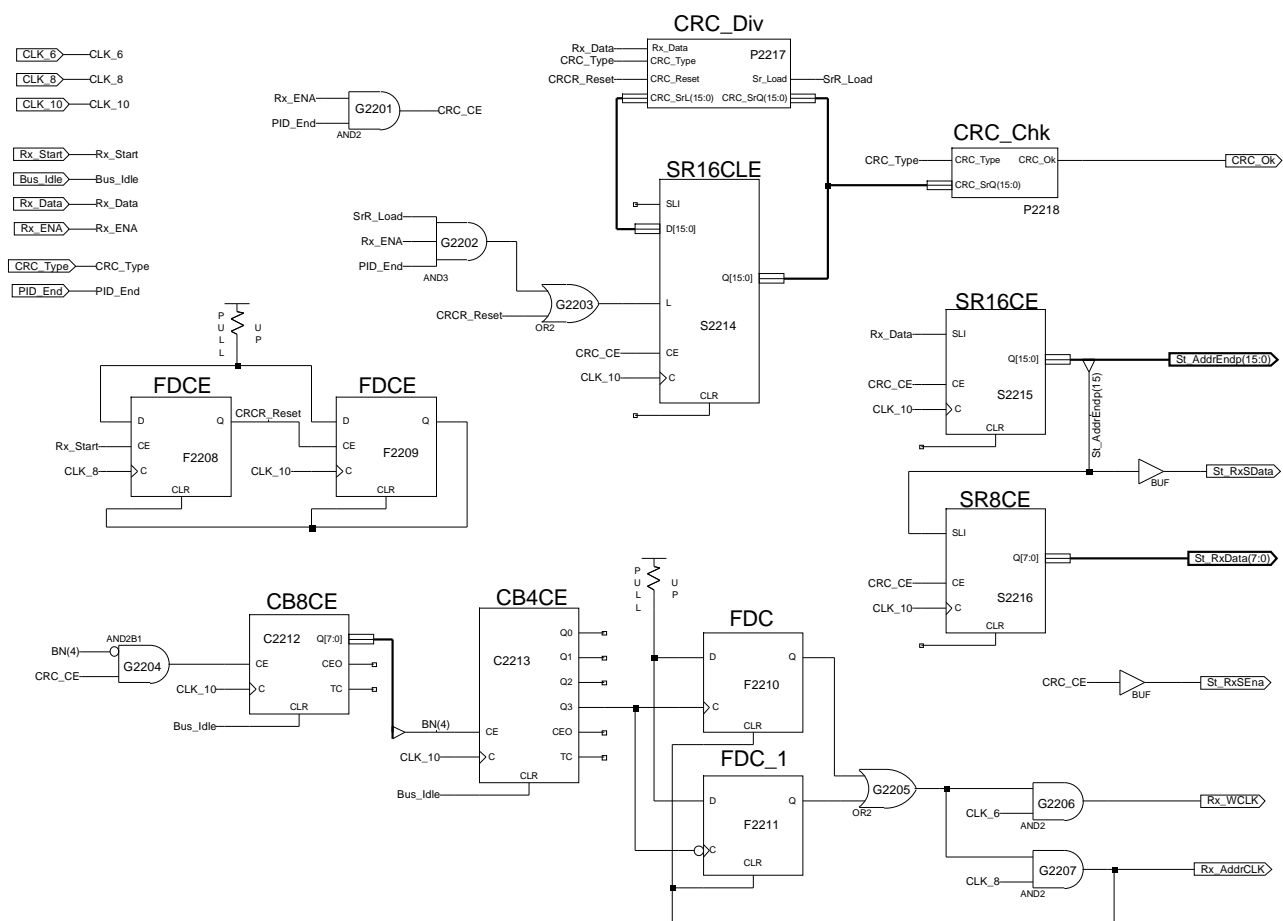 CLK_6 CLK_6
CLK_8 CLK_8
CLK_10 CLK_10
Rx_Start Rx_Start
Bus_Idle Bus_Idle
Rx_Data Rx_Data
Rx_ENA Rx_ENA
CRC_Type CRC_Type
PID_End PID_End
Rx_ENA
PID_End
G2201
AND2
CRC_CE
CRC_Div
P2217
Rx_Data Rx_Data
CRC_Type CRC_Type
CRCR_Reset CRC_Reset
Sr_Load SrR_Load
CRC_SrL(15:0) CRC_SrQ(15:0)
CRC_Chk
CRC_Type CRC_Type CRC_Ok CRC_Ok
CRC_SrQ(15:0)
P2218
SR16CLE
SLI
D[15:0]
Q[15:0]
L
S2214
CRC_CE CE
CLK_10 C
CLR
SrR_Load
Rx_ENA
PID_End
G2202
AND3
CRCR_Reset
G2203
OR2
PULL
UP
FDCE
D Q
CRCR_Reset
Rx_Start CE
F2208
CLK_8 C
CLR
FDCE
D Q
CE
F2209
CLK_10 C
CLR
SR16CE
Rx_Data SLI
Q[15:0] St_AddrEndp(15:0)
CRC_CE CE
S2215
CLK_10 C
CLR
St_AddrEndp(15)
BUF
St_RxSData
SR8CE
SLI
Q[7:0] St_RxData(7:0)
CRC_CE CE
S2216
CLK_10 C
CLR
CRC_CE
BUF
St_RxSEna
AND2B1
BN(4)
CRC_CE
G2204
CB8CE
C2212
Q[7:0]
CE CEO
CLK_10 C TC
CLR
Bus_Idle
BN(4)
CB4CE
Q0
C2213
Q1
Q2
Q3
CE CEO
CLK_10 C TC
CLR
Bus_Idle
PULL
UP
FDC
D Q
F2210
C
CLR
FDC_1
D Q
F2211
C
CLR
G2205
OR2
CLK_6
G2206
AND2
Rx_WCLK
CLK_8
G2207
AND2
Rx_AddrCLK